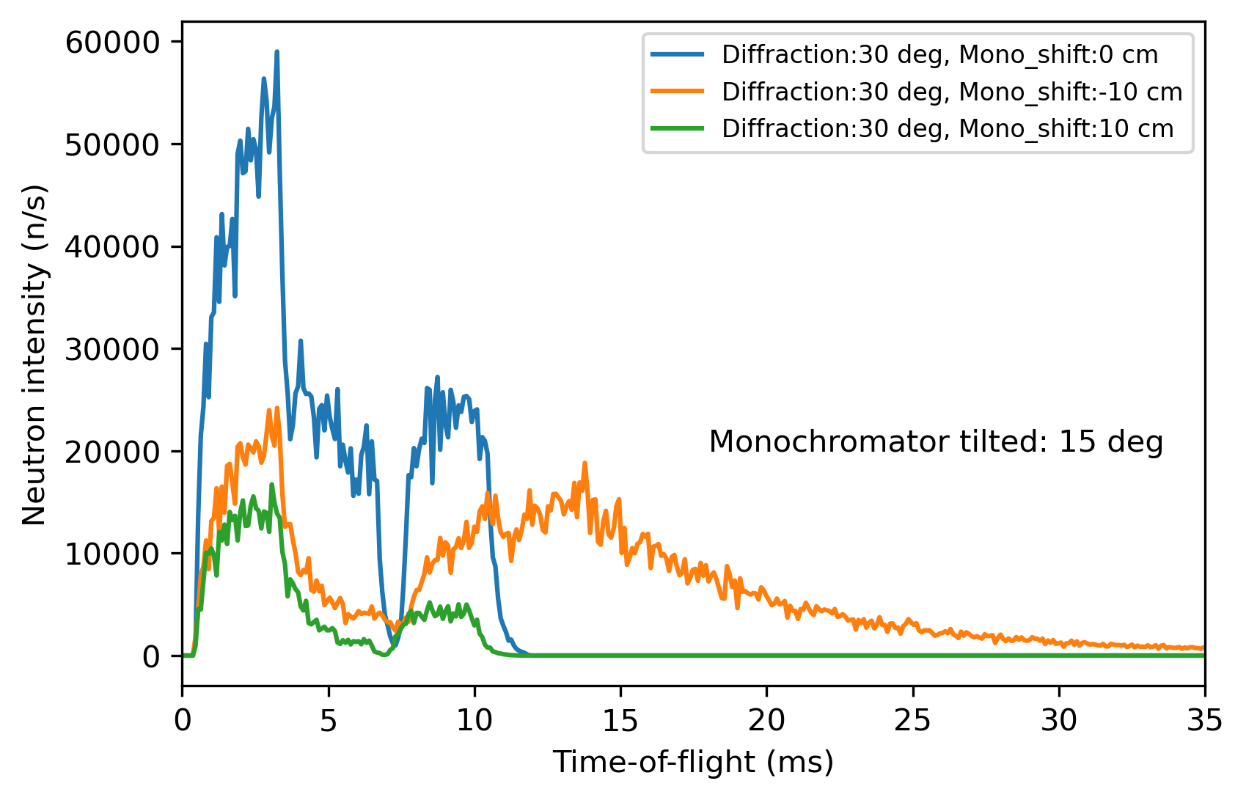 60000
50000
40000
30000
20000
10000
0
Neutron intensity (n/s)
Diffraction:30 deg, Mono_shift:0 cm
Diffraction:30 deg, Mono_shift:-10 cm
Diffraction:30 deg, Mono_shift:10 cm
Monochromator tilted: 15 deg
0 5 10 15 20 25 30 35
Time-of-flight (ms)